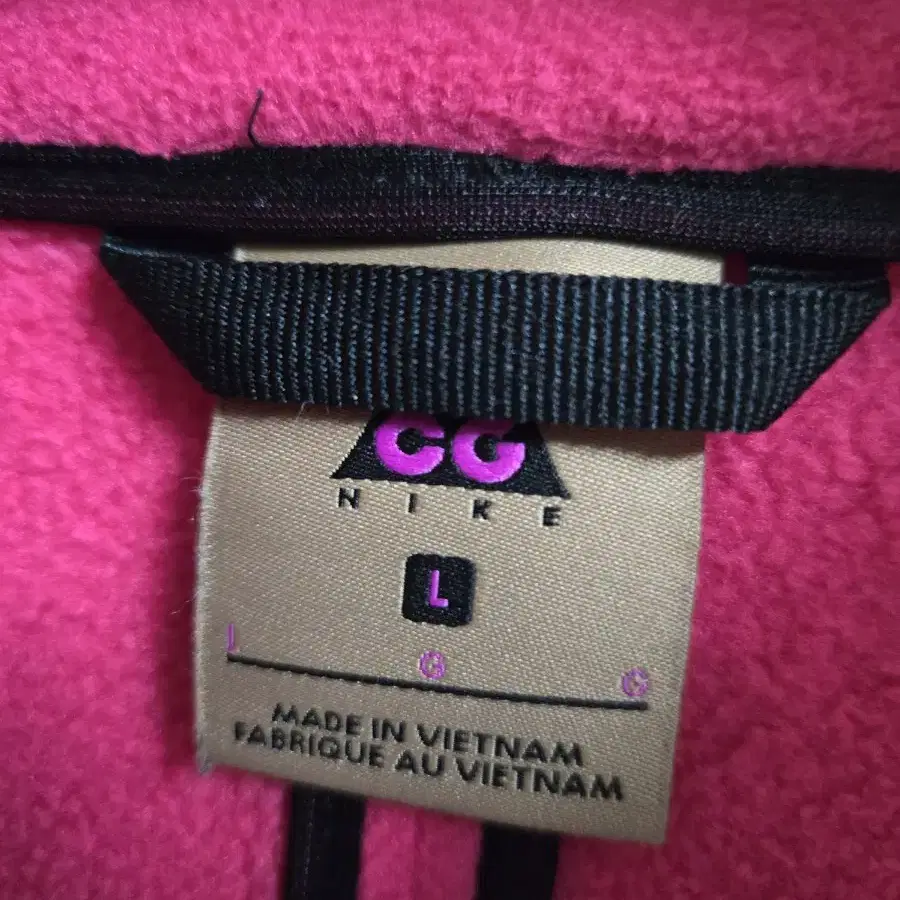 CG
NIKE
L
L G G
MADE IN VIETNAM
FABRIQUE AU VIETNAM